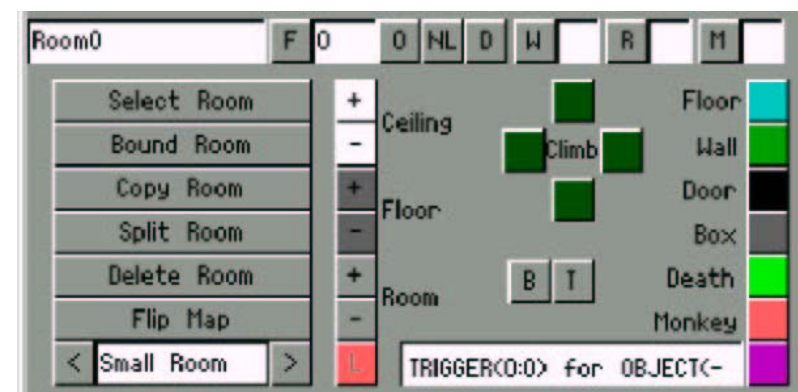 Room0 F 0 O NL D W R M
Select Room + Ceiling Floor
Bound Room - Climb Wall
Copy Room + Floor Door
Split Room - Box
Delete Room + Room B T Death
Flip Map - Monkey
< Small Room > L TRIGGER(0:0) for OBJECT(-